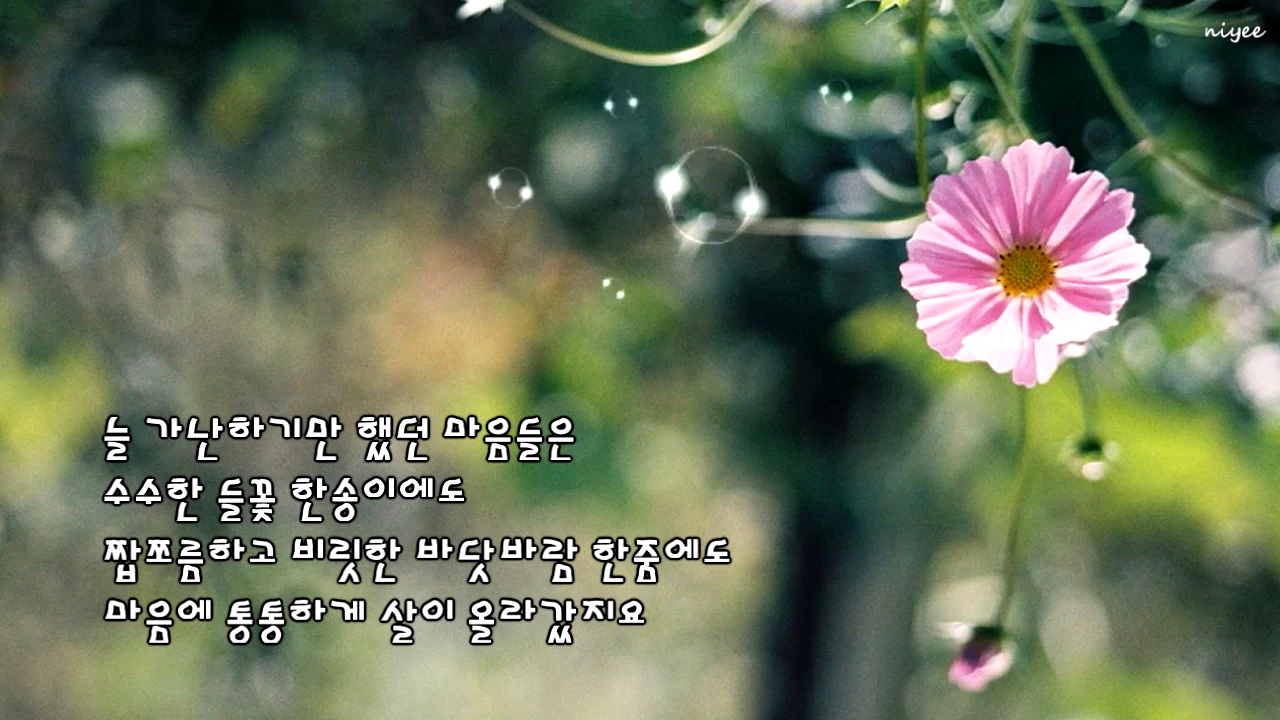 niyee
늘 가난하기만 했던 마음들은
수수한 들꽃 한송이에도
짭쪼름하고 비릿한 바닷바람 한줌에도
마음에 통통하게 살이 올라갔지요